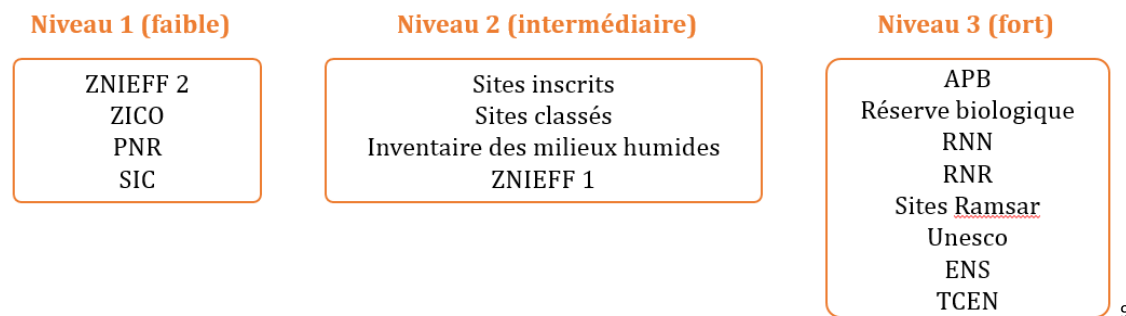 Niveau 1 (faible)
ZNIEFF 2
ZICO
PNR
SIC
Niveau 2 (intermédiaire)
Sites inscrits
Sites classés
Inventaire des milieux humides
ZNIEFF 1
Niveau 3 (fort)
APB
Réserve biologique
RNN
RNR
Sites Ramsar
Unesco
ENS
TCEN